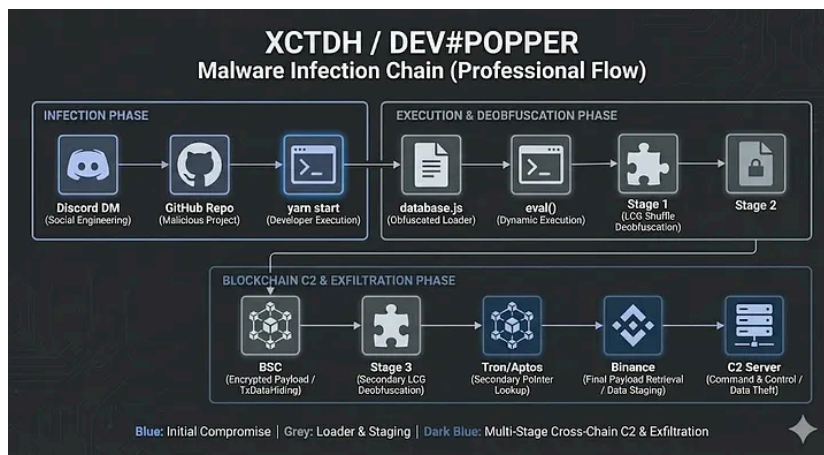 XCTDH / DEV#POPPER
Malware Infection Chain (Professional Flow)
INFECTION PHASE
Discord DM
(Social Engineering)
GitHub Repo
(Malicious Project)
yarn start
(Developer Execution)
EXECUTION & DEOBFUSCATION PHASE
database.js
(Obfuscated Loader)
eval()
(Dynamic Execution)
Stage 1
(LCG Shuffle
Deobfuscation)
Stage 2
BLOCKCHAIN C2 & EXFILTRATION PHASE
BSC
(Encrypted Payload /
TxDataHiding)
Stage 3
(Secondary LCG
Deobfuscation)
Tron/Aptos
(Secondary Pointer
Lookup)
Binance
(Final Payload Retrieval
/ Data Staging)
C2 Server
(Command & Control /
Data Theft)
Blue: Initial Compromise | Grey: Loader & Staging | Dark Blue: Multi-Stage Cross-Chain C2 & Exfiltration